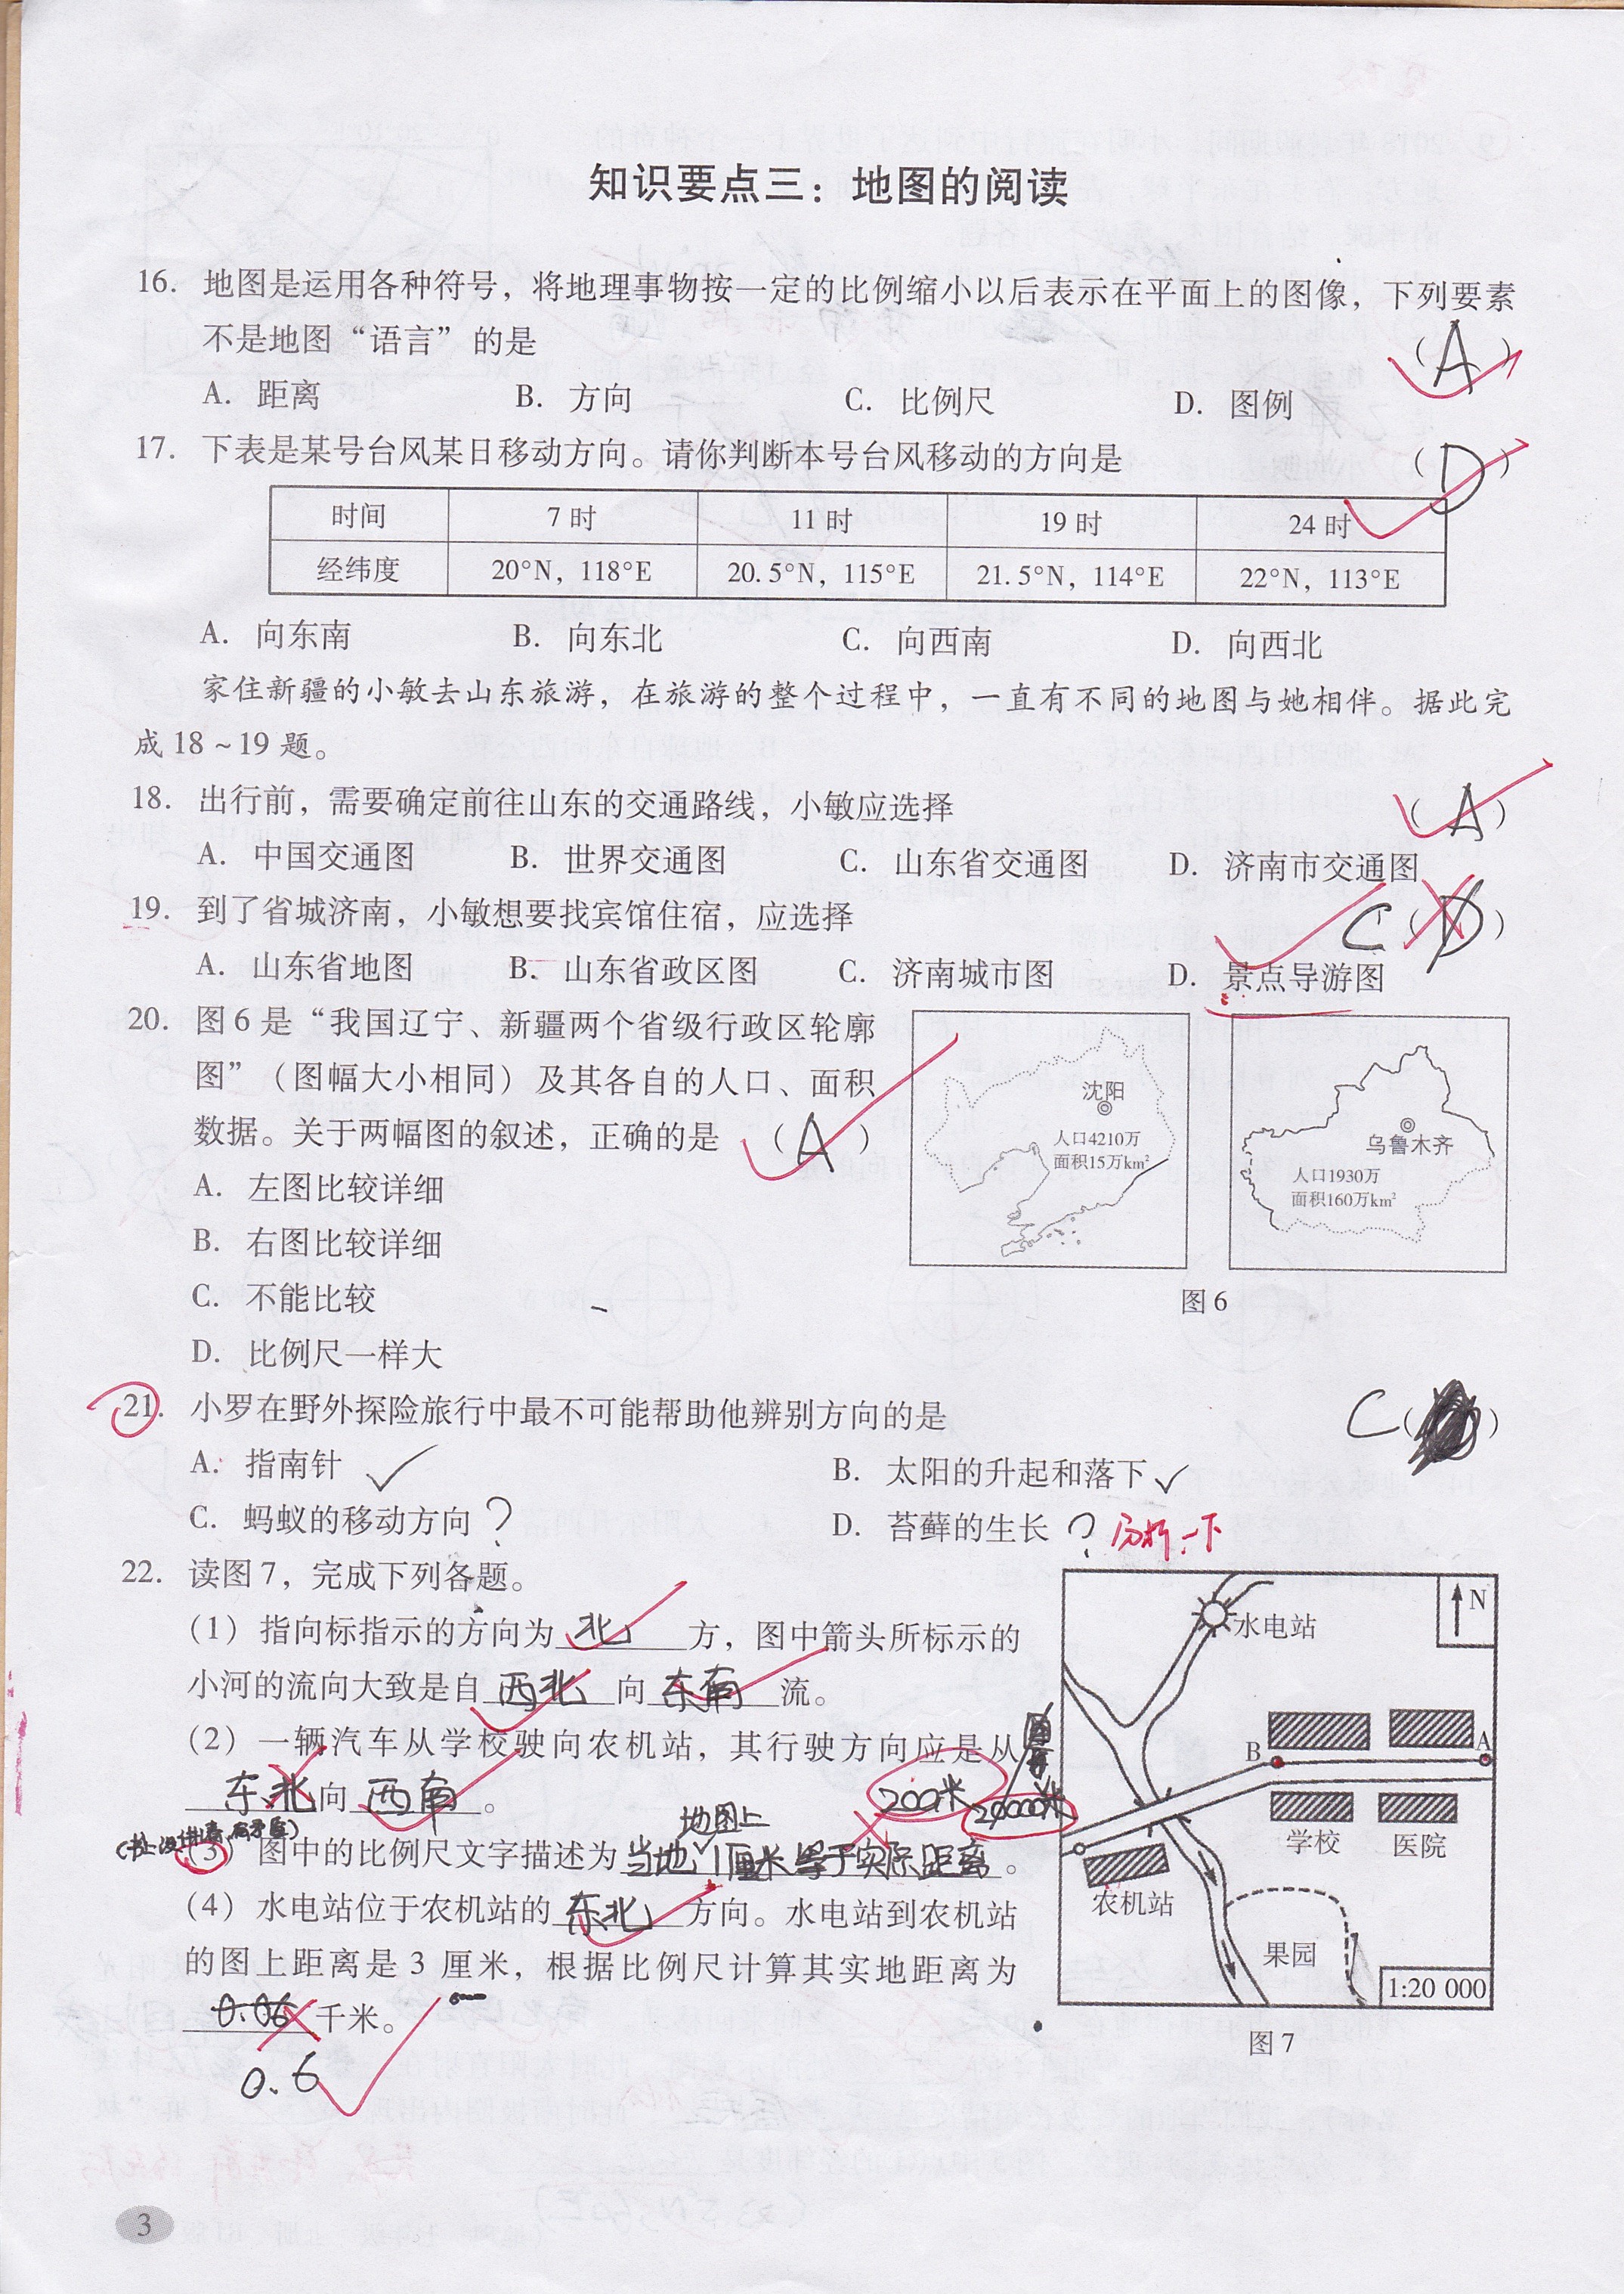 知识要点三：地图的阅读
16. 地图是运用各种符号，将地理事物按一定的比例缩小以后表示在平面上的图像，下列要素
不是地图“语言”的是 （A）
A. 距离 B. 方向 C. 比例尺 D. 图例
17. 下表是某号台风某日移动方向。请你判断本号台风移动的方向是 （D）
时间 7时 11时 19时 24时
经纬度 20°N，118°E 20.5°N，115°E 21.5°N，114°E 22°N，113°E
A. 向东南 B. 向东北 C. 向西南 D. 向西北
家住新疆的小敏去山东旅游，在旅游的整个过程中，一直有不同的地图与她相伴。据此完
成18～19题。
18. 出行前，需要确定前往山东的交通路线，小敏应选择 （A）
A. 中国交通图 B. 世界交通图 C. 山东省交通图 D. 济南市交通图
19. 到了省城济南，小敏想要找宾馆住宿，应选择 C（D）
A. 山东省地图 B. 山东省政区图 C. 济南城市图 D. 景点导游图
20. 图6是“我国辽宁、新疆两个省级行政区轮廓
图”（图幅大小相同）及其各自的人口、面积
数据。关于两幅图的叙述，正确的是 （A）
A. 左图比较详细
B. 右图比较详细
C. 不能比较
D. 比例尺一样大
沈阳
人口4210万
面积15万km²
乌鲁木齐
人口1930万
面积160万km²
图6
21. 小罗在野外探险旅行中最不可能帮助他辨别方向的是 C（ ）
A. 指南针 B. 太阳的升起和落下
C. 蚂蚁的移动方向？ D. 苔藓的生长？ 分析一下
22. 读图7，完成下列各题。
（1）指向标指示的方向为 北 方，图中箭头所标示的
小河的流向大致是自 西北 向 东南 流。
（2）一辆汽车从学校驶向农机站，其行驶方向应是从
东北 向 西南 。
200米 20000米
地图上
（3）图中的比例尺文字描述为 当地1厘米等于实际距离 。
（4）水电站位于农机站的 东北 方向。水电站到农机站
的图上距离是3厘米，根据比例尺计算其实地距离为
0.06 千米。
0.6
N
水电站
B
A
学校
医院
农机站
果园
1:20 000
图7
3